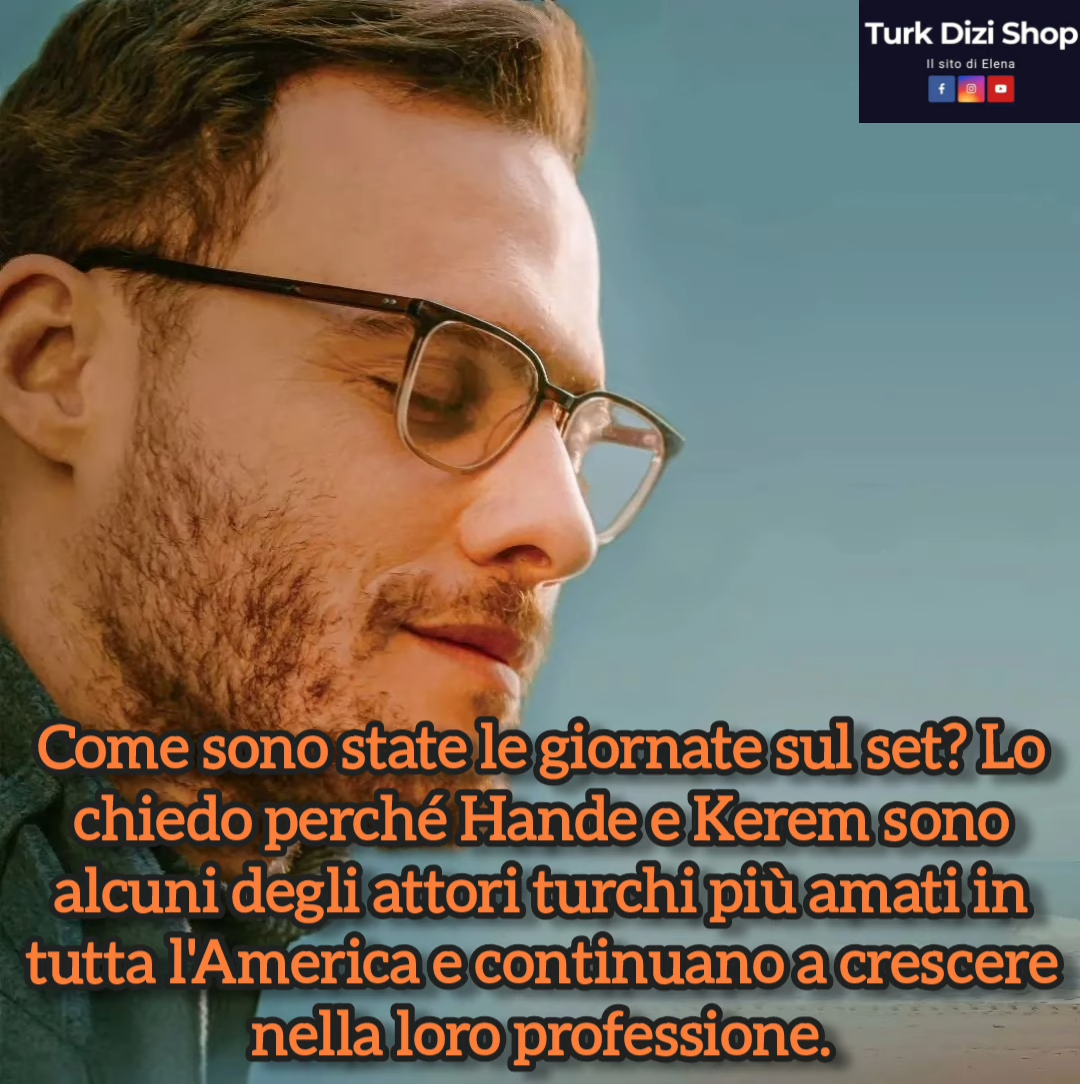 Turk Dizi Shop
Il sito di Elena
Come sono state le giornate sul set? Lo
chiedo perché Hande e Kerem sono
alcuni degli attori turchi più amati in
tutta l'America e continuano a crescere
nella loro professione.